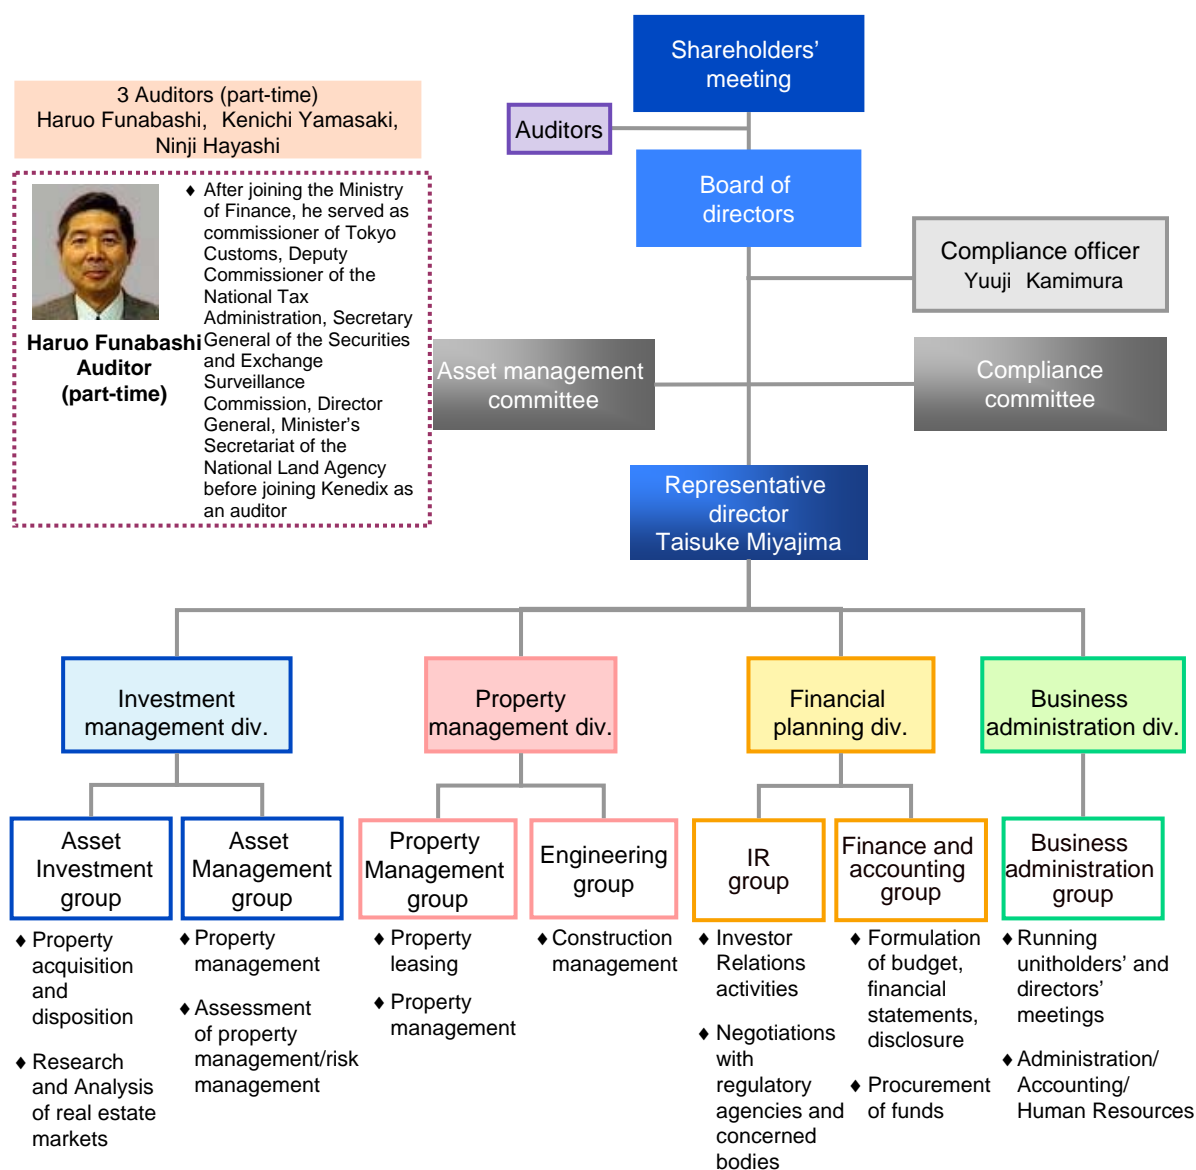 Shareholders'
meeting
3 Auditors (part-time)
Haruo Funabashi, Kenichi Yamasaki,
Ninji Hayashi
Auditors
Board of
directors
Haruo Funabashi
Auditor
(part-time)
♦ After joining the Ministry
of Finance, he served as
commissioner of Tokyo
Customs, Deputy
Commissioner of the
National Tax
Administration, Secretary
General of the Securities
and Exchange
Surveillance
Commission, Director
General, Minister's
Secretariat of the
National Land Agency
before joining Kenedix as
an auditor
Compliance officer
Yuuji Kamimura
Asset management
committee
Compliance
committee
Representative
director
Taisuke Miyajima
Investment
management div.
Property
management div.
Financial
planning div.
Business
administration div.
Asset
Investment
group
Asset
Management
group
Property
Management
group
Engineering
group
IR
group
Finance and
accounting
group
Business
administration
group
♦ Property
acquisition
and
disposition
♦ Research
and Analysis
of real estate
markets
♦ Property
management
♦ Assessment
of property
management/risk
management
♦ Property
leasing
♦ Property
management
♦ Construction
management
♦ Investor
Relations
activities
♦ Negotiations
with
regulatory
agencies and
concerned
bodies
♦ Formulation
of budget,
financial
statements,
disclosure
♦ Procurement
of funds
♦ Running
unitholders' and
directors'
meetings
♦ Administration/
Accounting/
Human Resources